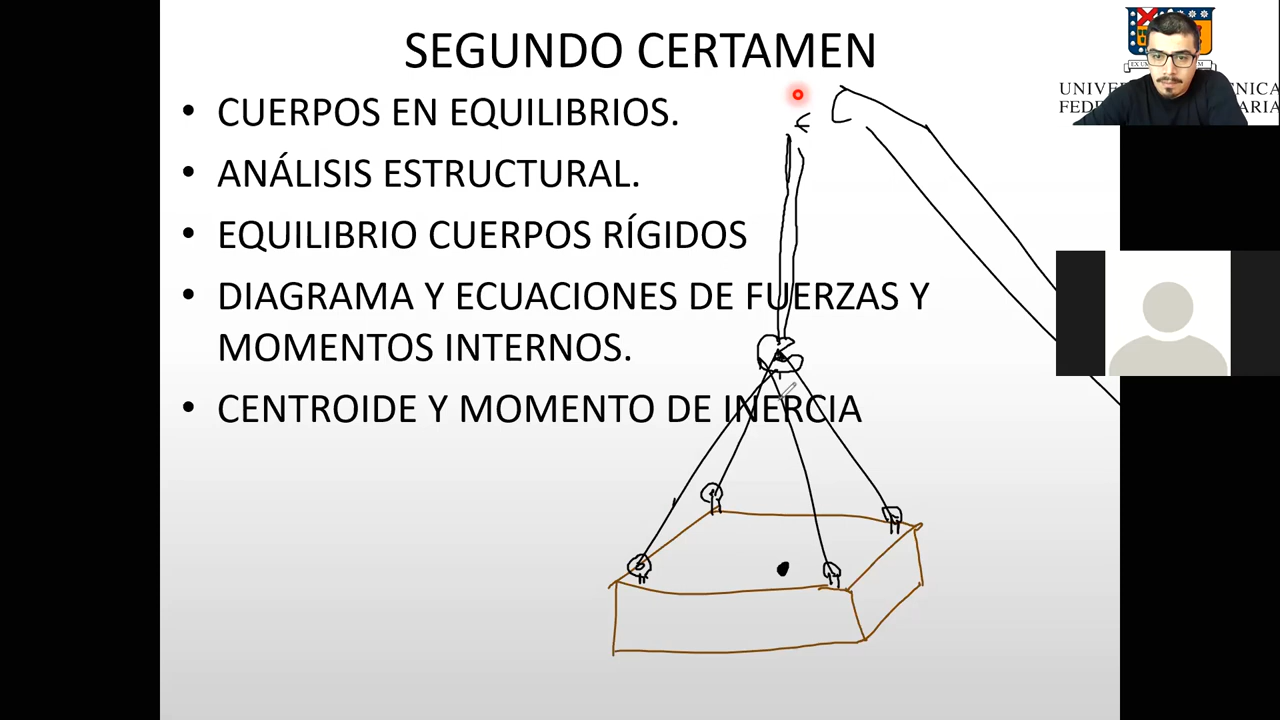 SEGUNDO CERTAMEN
• CUERPOS EN EQUILIBRIOS.
• ANÁLISIS ESTRUCTURAL.
• EQUILIBRIO CUERPOS RÍGIDOS
• DIAGRAMA Y ECUACIONES DE FUERZAS Y
MOMENTOS INTERNOS.
• CENTROIDE Y MOMENTO DE INERCIA